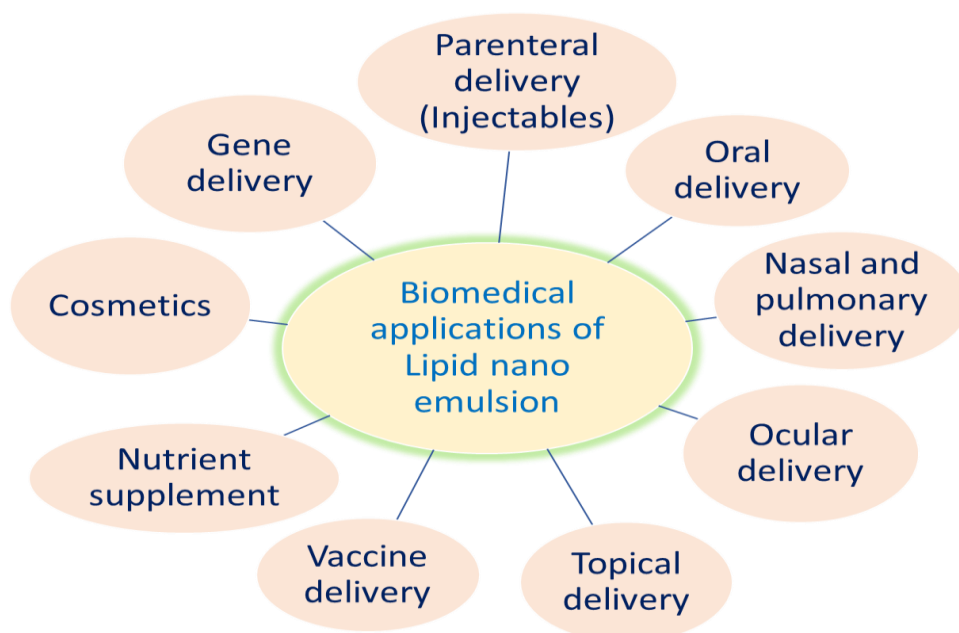 Parenteral
delivery
(Injectables)
Gene
delivery
Oral
delivery
Cosmetics
Biomedical
applications of
Lipid nano
emulsion
Nasal and
pulmonary
delivery
Nutrient
supplement
Ocular
delivery
Vaccine
delivery
Topical
delivery